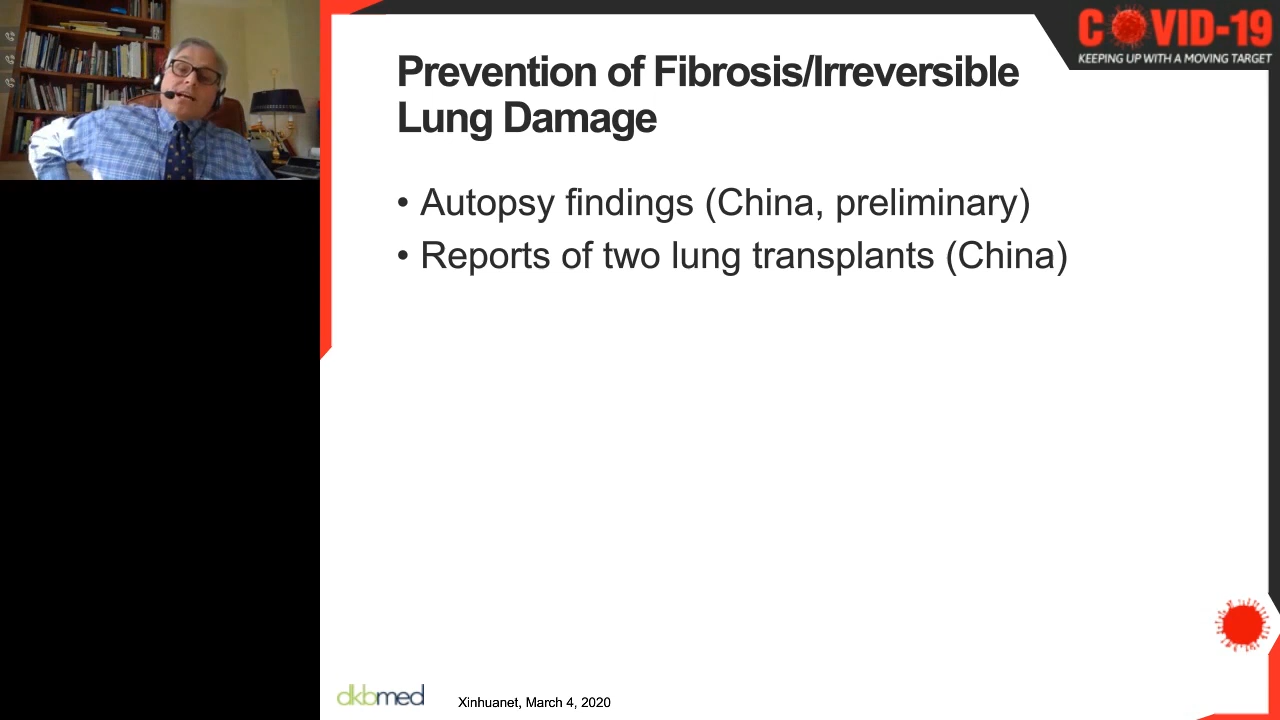 COVID-19
KEEPING UP WITH A MOVING TARGET
Prevention of Fibrosis/Irreversible
Lung Damage
• Autopsy findings (China, preliminary)
• Reports of two lung transplants (China)
dkbmed
Xinhuanet, March 4, 2020